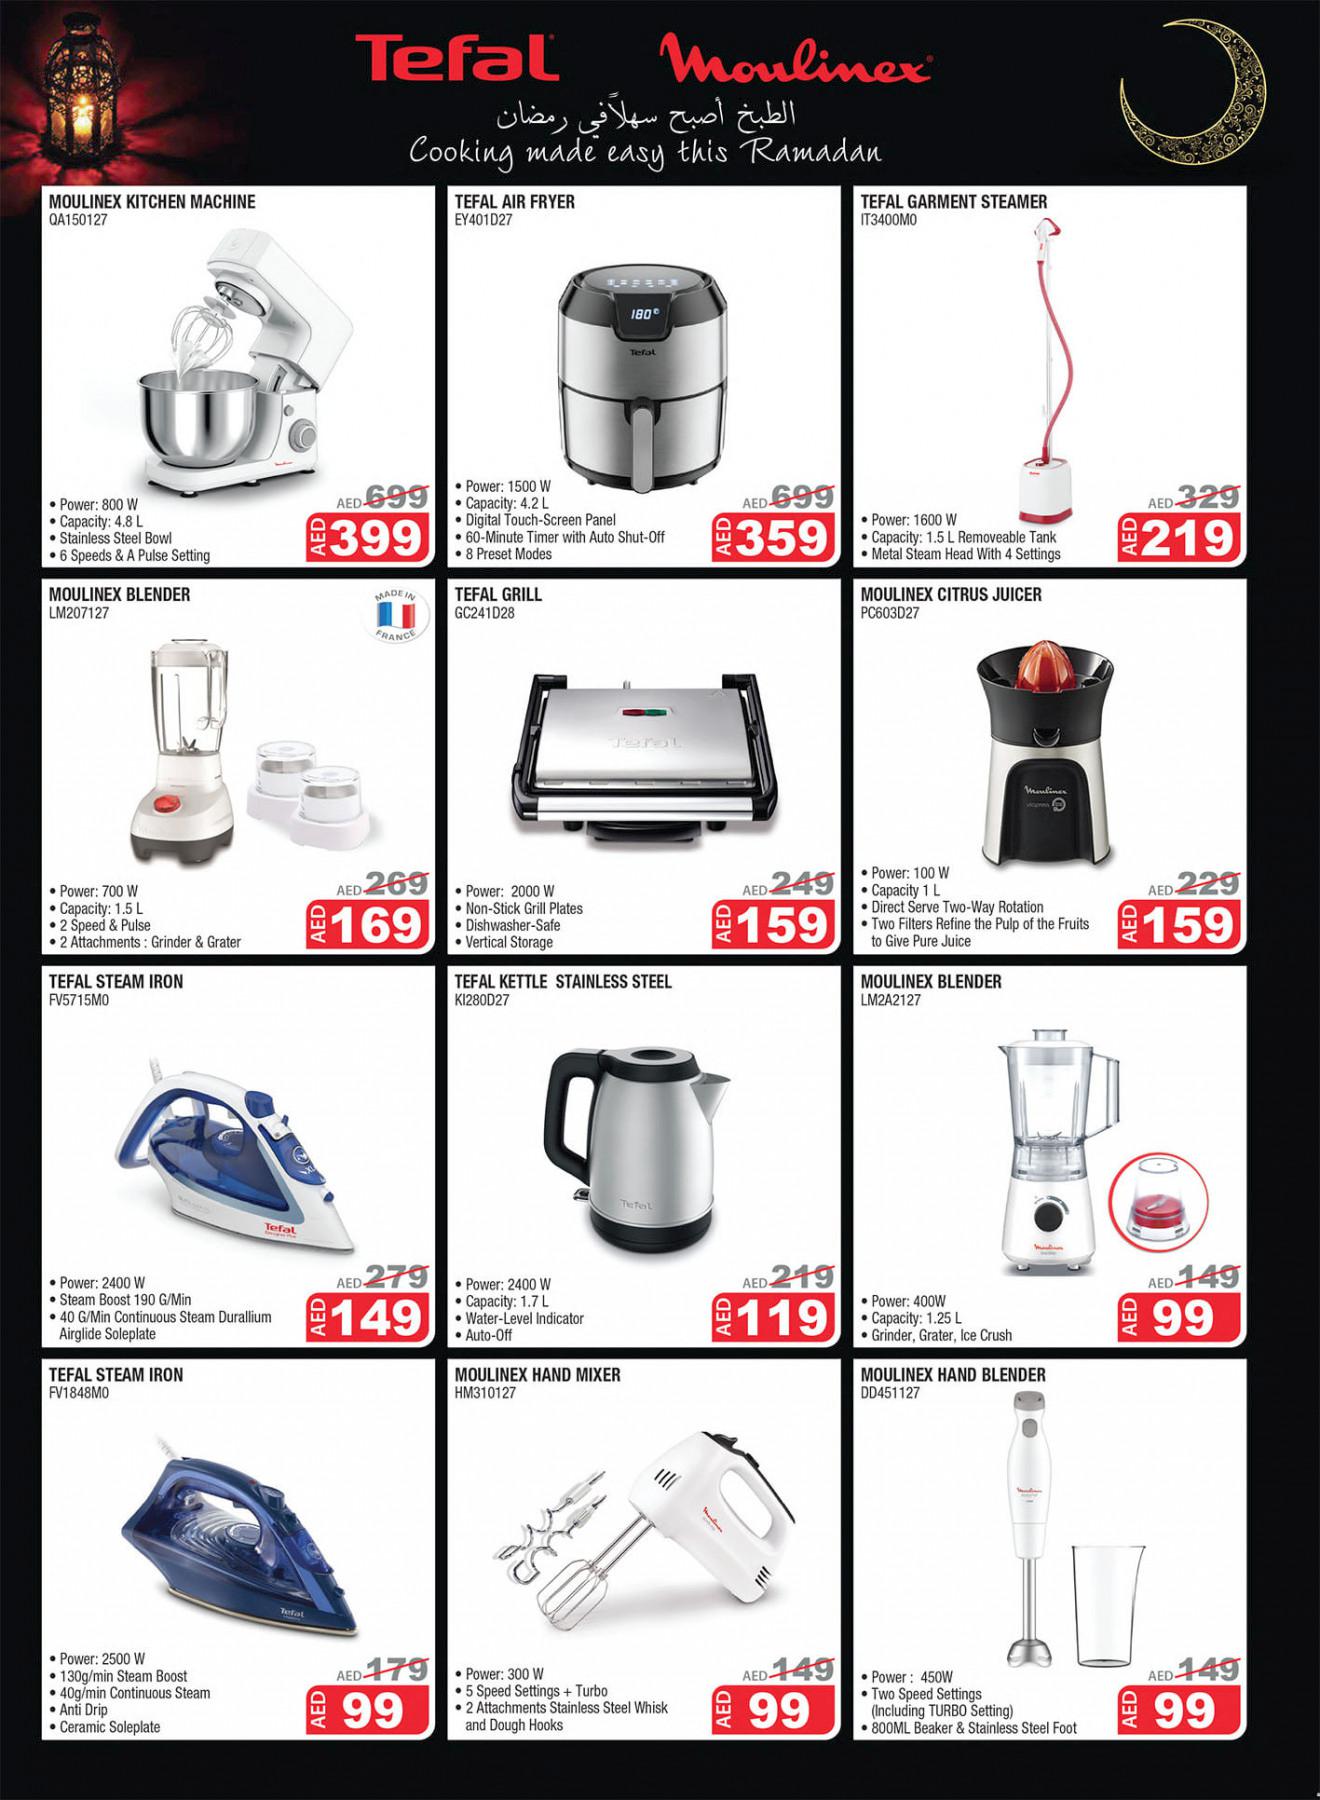 Tefal
Moulinex
الطبخ أصبح سهلاً في رمضان
Cooking made easy this Ramadan
MOULINEX KITCHEN MACHINE
QA150127
Moulinex
• Power: 800 W
• Capacity: 4.8 L
• Stainless Steel Bowl
• 6 Speeds & A Pulse Setting
AED 699
AED 399
TEFAL AIR FRYER
EY401D27
180°
Tefal
• Power: 1500 W
• Capacity: 4.2 L
• Digital Touch-Screen Panel
• 60-Minute Timer with Auto Shut-Off
• 8 Preset Modes
AED 699
AED 359
TEFAL GARMENT STEAMER
IT3400M0
• Power: 1600 W
• Capacity: 1.5 L Removeable Tank
• Metal Steam Head With 4 Settings
AED 329
AED 219
MOULINEX BLENDER
LM207127
MADE IN
FRANCE
• Power: 700 W
• Capacity: 1.5 L
• 2 Speed & Pulse
• 2 Attachments : Grinder & Grater
AED 269
AED 169
TEFAL GRILL
GC241D28
Tefal
• Power: 2000 W
• Non-Stick Grill Plates
• Dishwasher-Safe
• Vertical Storage
AED 249
AED 159
MOULINEX CITRUS JUICER
PC603D27
Moulinex
• Power: 100 W
• Capacity 1 L
• Direct Serve Two-Way Rotation
• Two Filters Refine the Pulp of the Fruits
to Give Pure Juice
AED 229
AED 159
TEFAL STEAM IRON
FV5715M0
Tefal
• Power: 2400 W
• Steam Boost 190 G/Min
• 40 G/Min Continuous Steam Durallium
Airglide Soleplate
AED 279
AED 149
TEFAL KETTLE STAINLESS STEEL
KI280D27
Tefal
• Power: 2400 W
• Capacity: 1.7 L
• Water-Level Indicator
• Auto-Off
AED 219
AED 119
MOULINEX BLENDER
LM2A2127
Moulinex
• Power: 400W
• Capacity: 1.25 L
• Grinder, Grater, Ice Crush
AED 149
AED 99
TEFAL STEAM IRON
FV1848M0
Tefal
• Power: 2500 W
• 130g/min Steam Boost
• 40g/min Continuous Steam
• Anti Drip
• Ceramic Soleplate
AED 179
AED 99
MOULINEX HAND MIXER
HM310127
Moulinex
• Power: 300 W
• 5 Speed Settings + Turbo
• 2 Attachments Stainless Steel Whisk
and Dough Hooks
AED 149
AED 99
MOULINEX HAND BLENDER
DD451127
Moulinex
• Power : 450W
• Two Speed Settings
(Including TURBO Setting)
• 800ML Beaker & Stainless Steel Foot
AED 149
AED 99